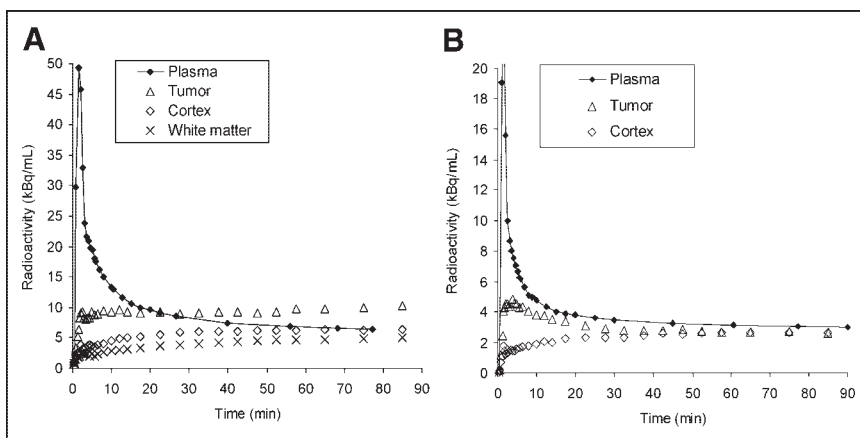 A
Plasma
Tumor
Cortex
White matter
Radioactivity (kBq/mL)
50
45
40
35
30
25
20
15
10
5
0
0 10 20 30 40 50 60 70 80 90
Time (min)
B
Plasma
Tumor
Cortex
Radioactivity (kBq/mL)
20
18
16
14
12
10
8
6
4
2
0
0 10 20 30 40 50 60 70 80 90
Time (min)